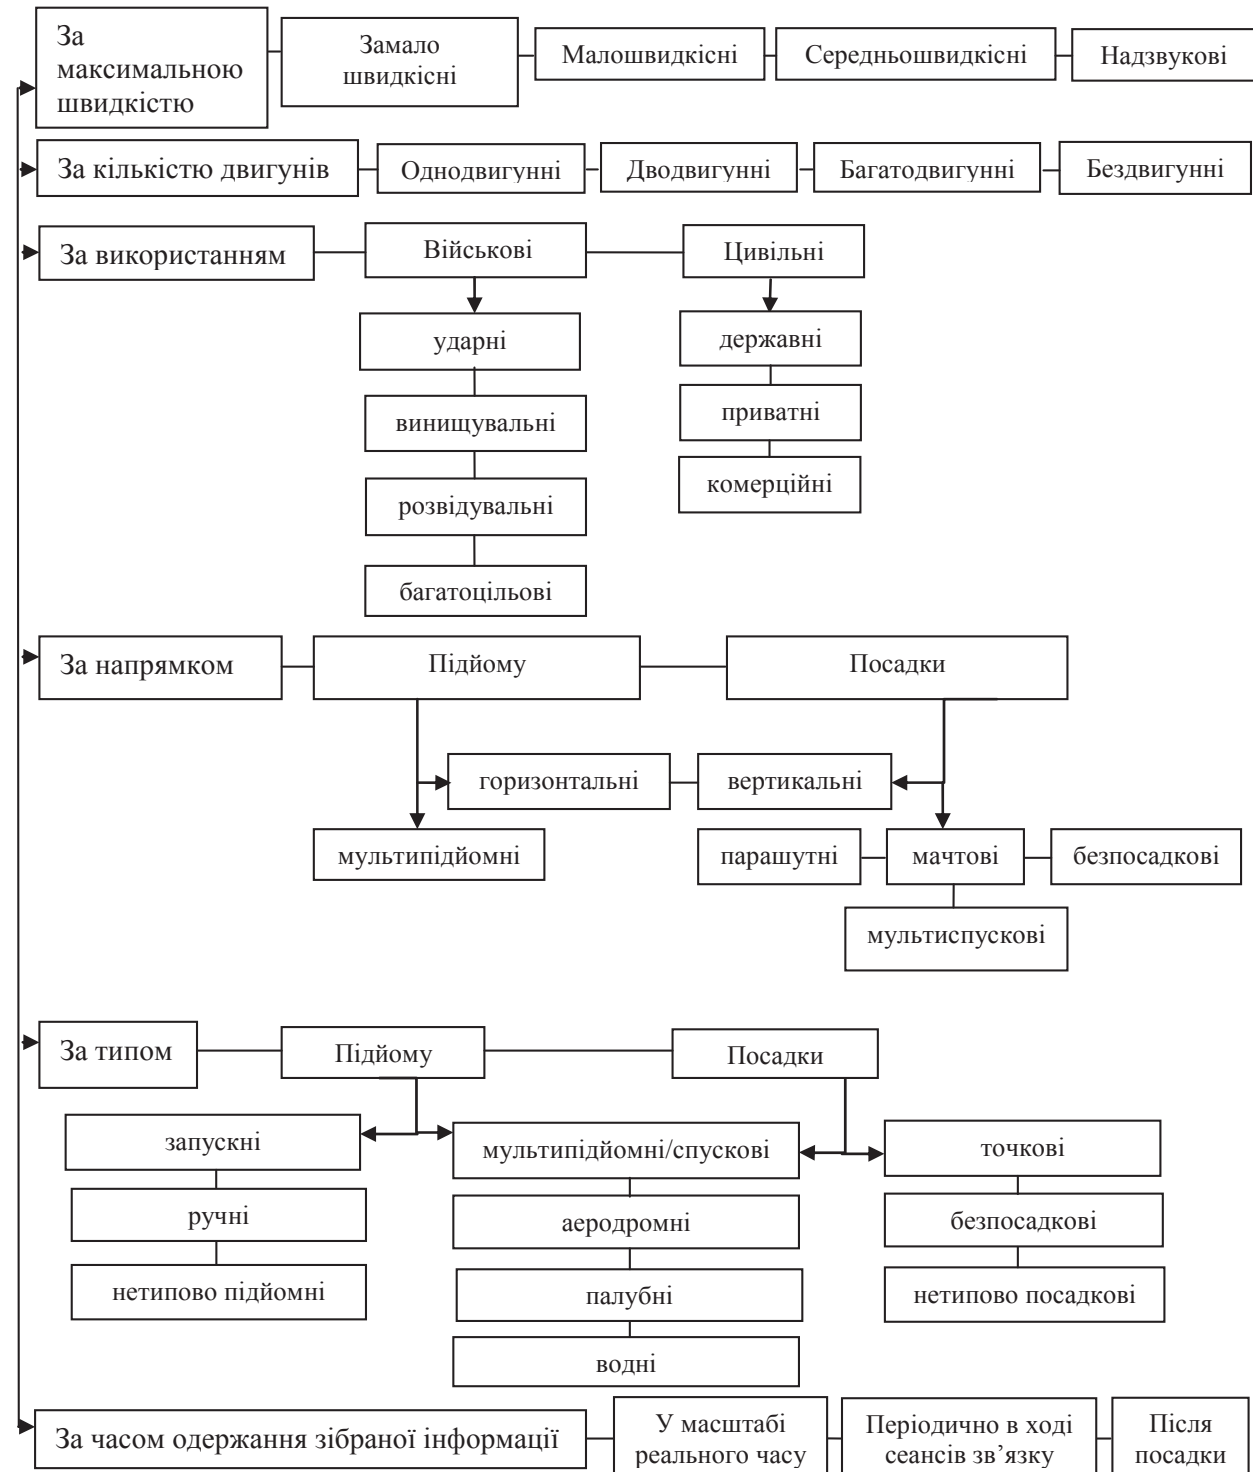 За
максимальною
швидкістю
Замало
швидкісні
Малошвидкісні
Середньошвидкісні
Надзвукові
За кількістю двигунів
Однодвигунні
Дводвигунні
Багатодвигунні
Бездвигунні
За використанням
Військові
Цивільні
ударні
державні
винищувальні
приватні
розвідувальні
комерційні
багатоцільові
За напрямком
Підйому
Посадки
горизонтальні
вертикальні
мультипідйомні
парашутні
мачтові
безпосадкові
мультиспускові
За типом
Підйому
Посадки
запускні
мультипідйомні/спускові
точкові
ручні
аеродромні
безпосадкові
нетипово підйомні
палубні
нетипово посадкові
водні
За часом одержання зібраної інформації
У масштабі
реального часу
Періодично в ході
сеансів зв’язку
Після
посадки